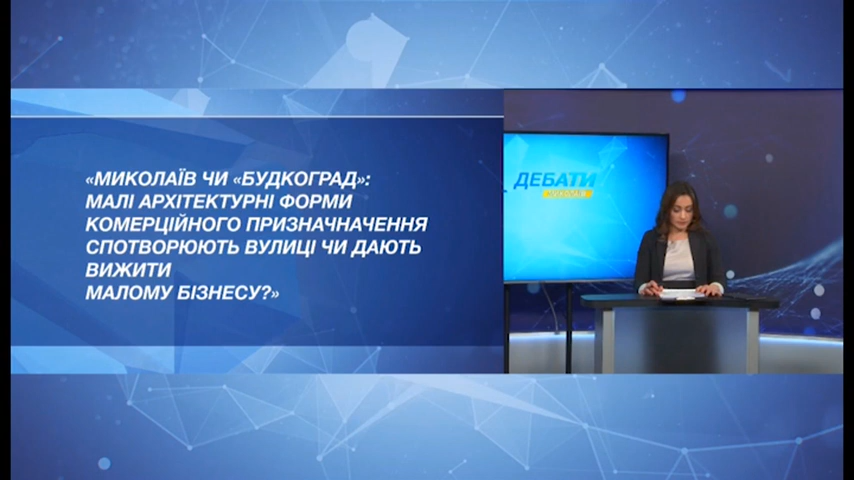 «МИКОЛАЇВ ЧИ «БУДКОГРАД»:
МАЛІ АРХІТЕКТУРНІ ФОРМИ
КОМЕРЦІЙНОГО ПРИЗНАЧНАЧЕННЯ
СПОТВОРЮЮТЬ ВУЛИЦІ ЧИ ДАЮТЬ
ВИЖИТИ
МАЛОМУ БІЗНЕСУ?»
ДЕБАТИ